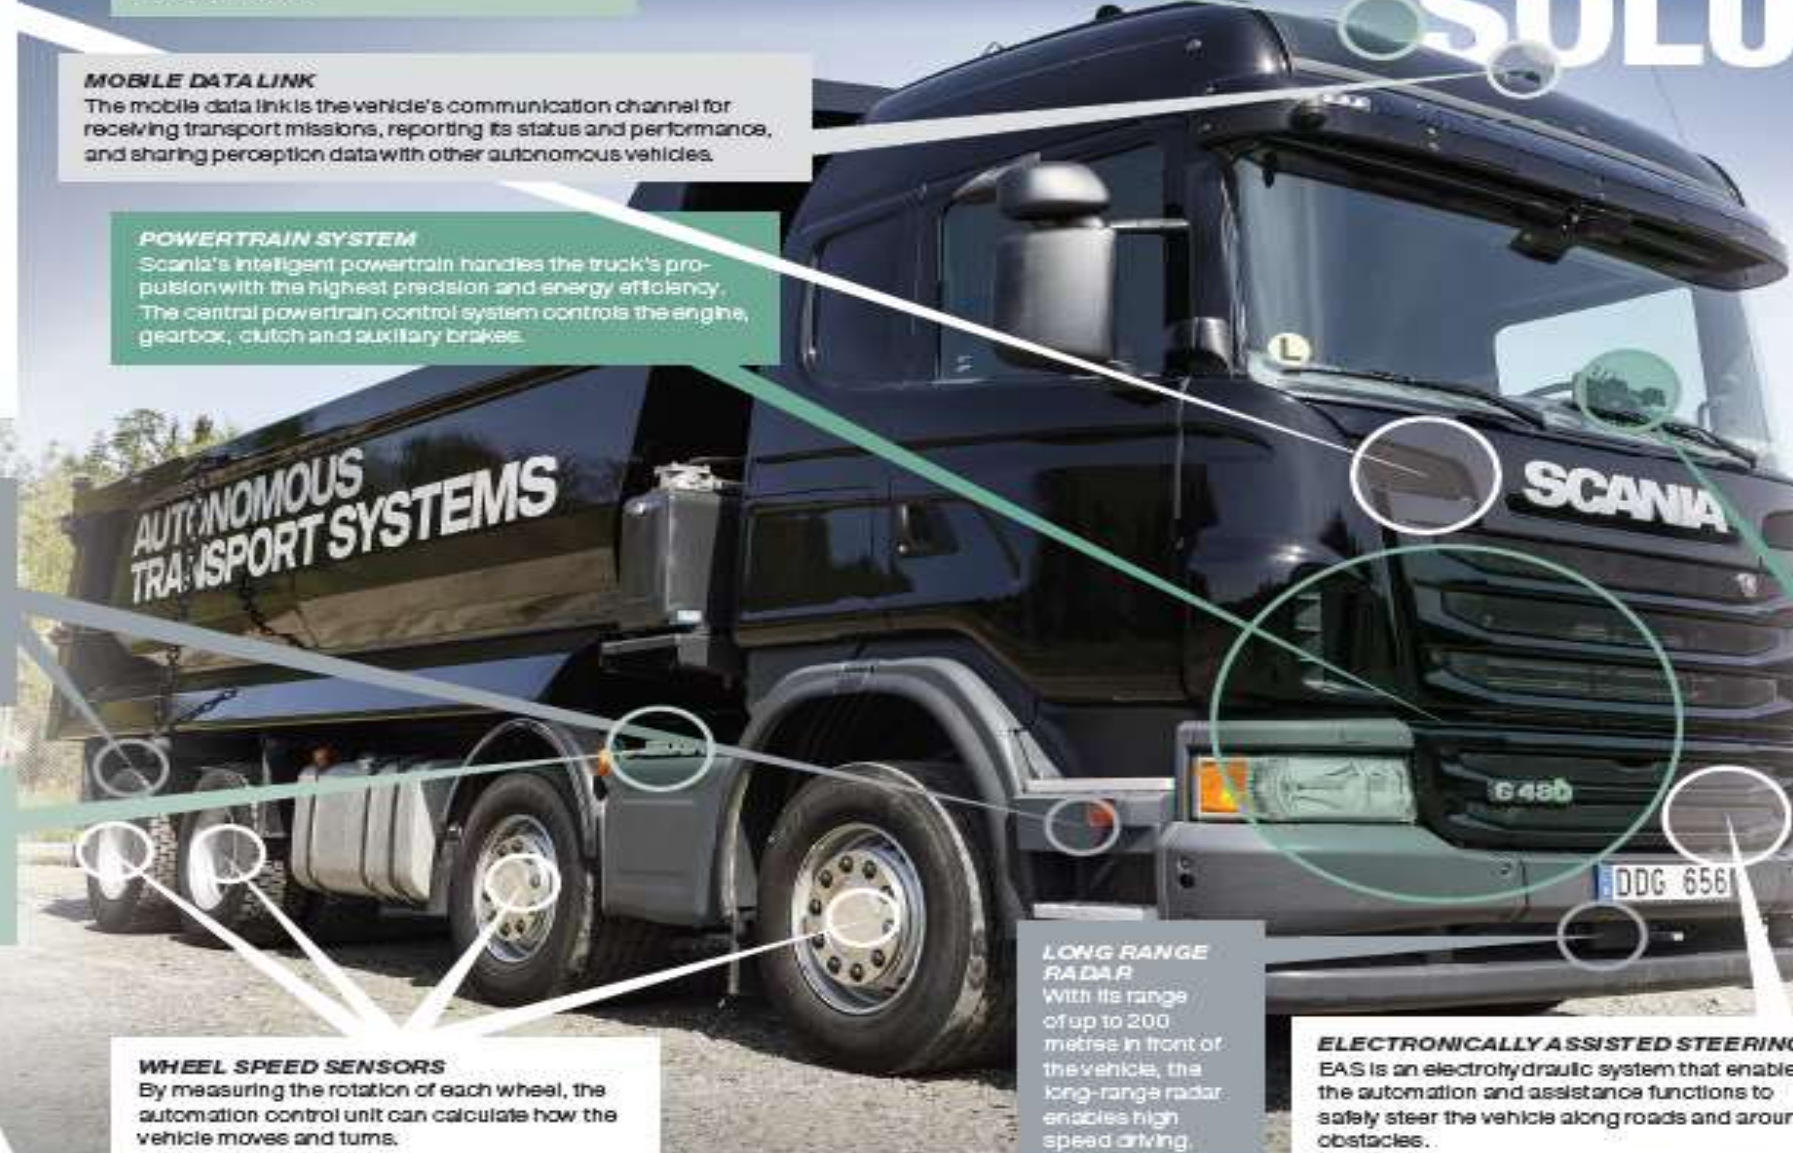 SOLU
MOBILE DATA LINK
The mobile data link is the vehicle's communication channel for
receiving transport missions, reporting its status and performance,
and sharing perception data with other autonomous vehicles.
POWERTRAIN SYSTEM
Scania's intelligent powertrain handles the truck's pro-
pulsion with the highest precision and energy efficiency.
The central powertrain control system controls the engine,
gearbox, clutch and auxiliary brakes.
L
SCANIA
AUTONOMOUS
TRANSPORT SYSTEMS
G 480
DDG 656
LONG RANGE
RADAR
With its range
of up to 200
metres in front of
the vehicle, the
long-range radar
enables high
speed driving.
WHEEL SPEED SENSORS
By measuring the rotation of each wheel, the
automation control unit can calculate how the
vehicle moves and turns.
ELECTRONICALLY ASSISTED STEERING
EAS is an electrohydraulic system that enable
the automation and assistance functions to
safely steer the vehicle along roads and aroun
obstacles.